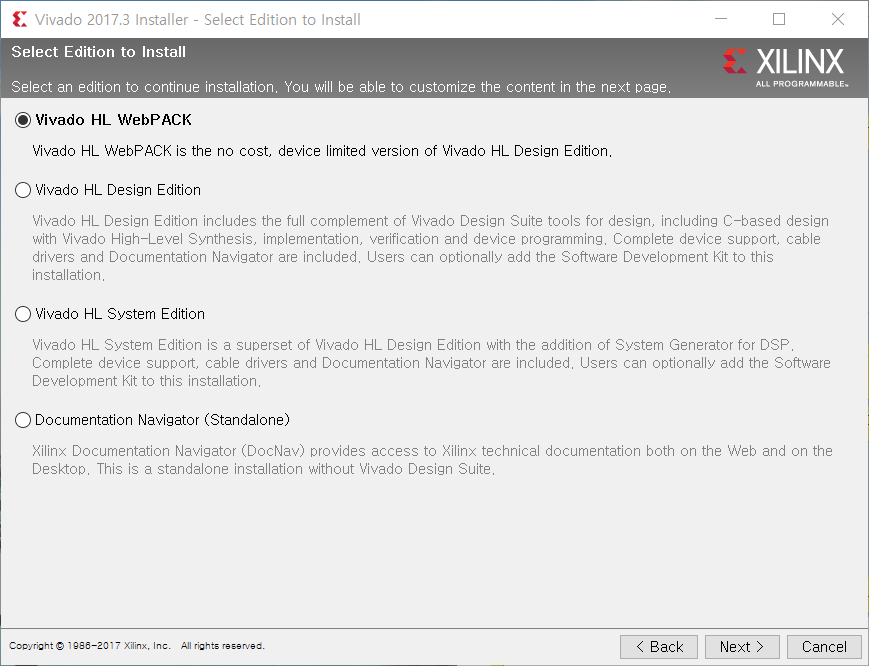 Vivado 2017.3 Installer - Select Edition to Install
Select Edition to Install
XILINX
ALL PROGRAMMABLE™
Select an edition to continue installation. You will be able to customize the content in the next page.
Vivado HL WebPACK
Vivado HL WebPACK is the no cost, device limited version of Vivado HL Design Edition.
Vivado HL Design Edition
Vivado HL Design Edition includes the full complement of Vivado Design Suite tools for design, including C-based design
with Vivado High-Level Synthesis, implementation, verification and device programming. Complete device support, cable
drivers and Documentation Navigator are included. Users can optionally add the Software Development Kit to this
installation.
Vivado HL System Edition
Vivado HL System Edition is a superset of Vivado HL Design Edition with the addition of System Generator for DSP.
Complete device support, cable drivers and Documentation Navigator are included. Users can optionally add the Software
Development Kit to this installation.
Documentation Navigator (Standalone)
Xilinx Documentation Navigator (DocNav) provides access to Xilinx technical documentation both on the Web and on the
Desktop. This is a standalone installation without Vivado Design Suite.
Copyright © 1986-2017 Xilinx, Inc. All rights reserved.
< Back
Next >
Cancel